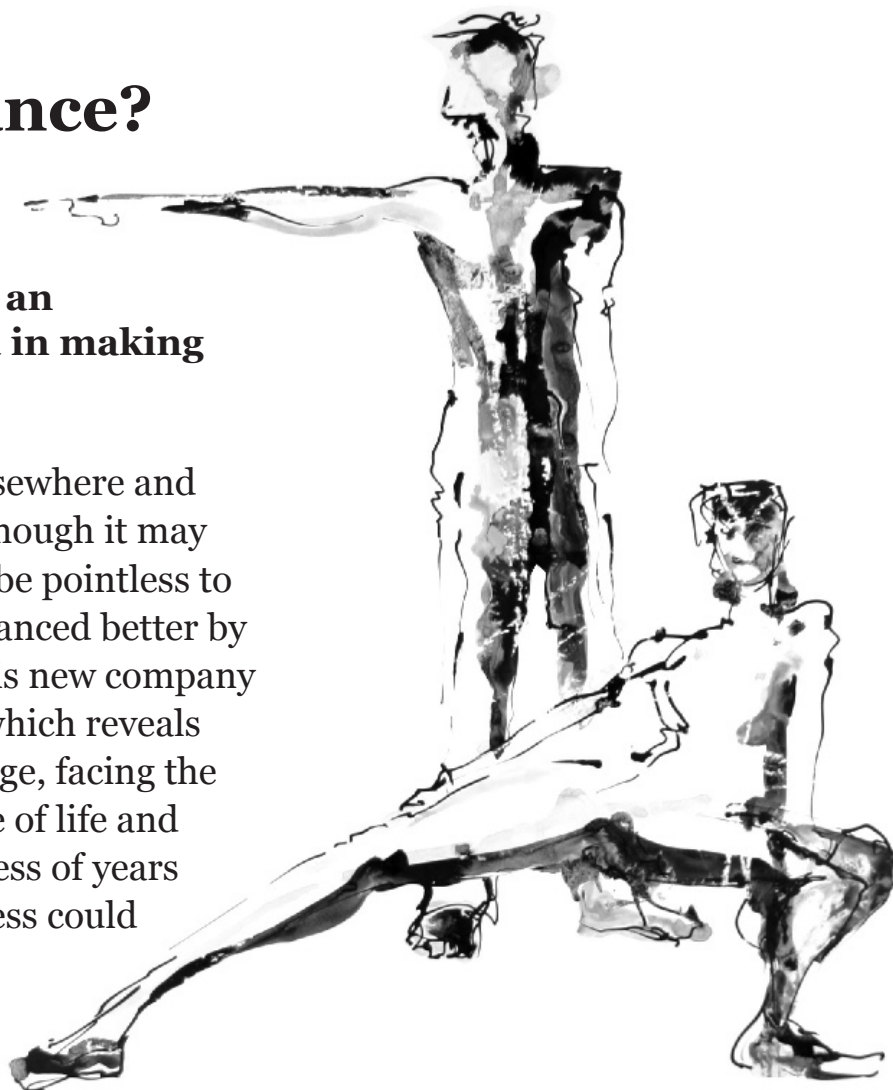 ance?
an
in making
sewhere and
hough it may
be pointless to
anced better by
is new company
which reveals
ge, facing the
e of life and
ess of years
ess could